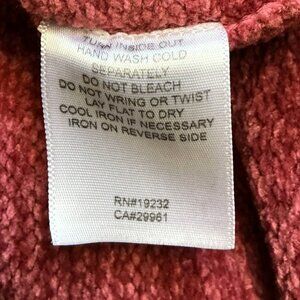 TURN INSIDE OUT
HAND WASH COLD
SEPARATELY
DO NOT BLEACH
DO NOT WRING OR TWIST
LAY FLAT TO DRY
COOL IRON IF NECESSARY
IRON ON REVERSE SIDE
RN#19232
CA#29961